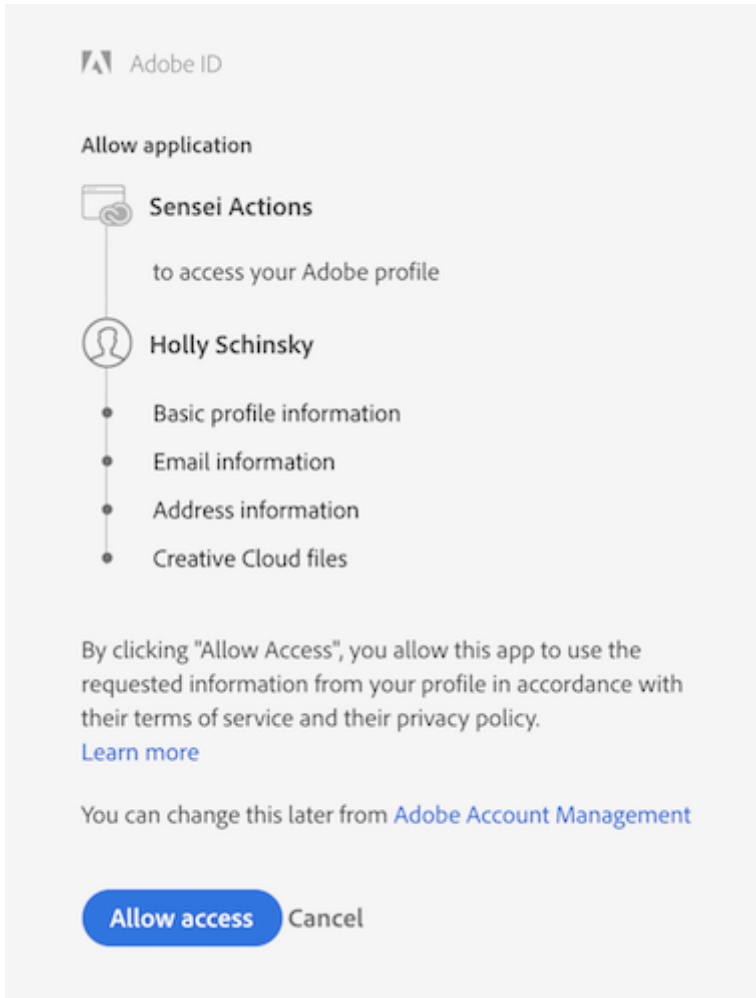 Adobe ID
Allow application
Sensei Actions
to access your Adobe profile
Holly Schinsky
Basic profile information
Email information
Address information
Creative Cloud files
By clicking "Allow Access", you allow this app to use the
requested information from your profile in accordance with
their terms of service and their privacy policy.
Learn more
You can change this later from Adobe Account Management
Allow access Cancel